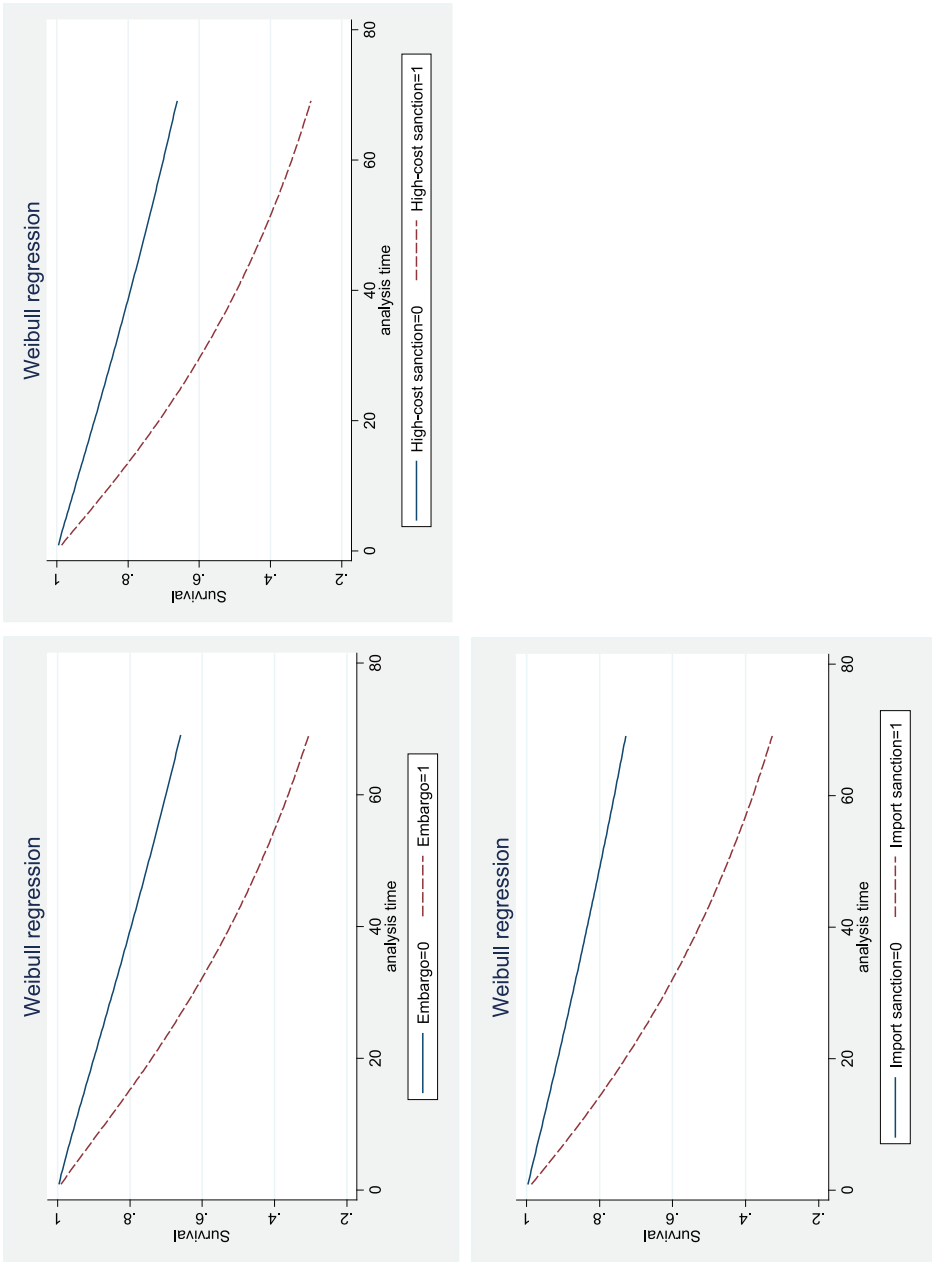 Weibull regression
1
.8
.6
.4
.2
Survival
0 20 40 60 80
analysis time
High-cost sanction=0 High-cost sanction=1
Weibull regression
1
.8
.6
.4
.2
Survival
0 20 40 60 80
analysis time
Embargo=0 Embargo=1
Weibull regression
1
.8
.6
.4
.2
Survival
0 20 40 60 80
analysis time
Import sanction=0 Import sanction=1